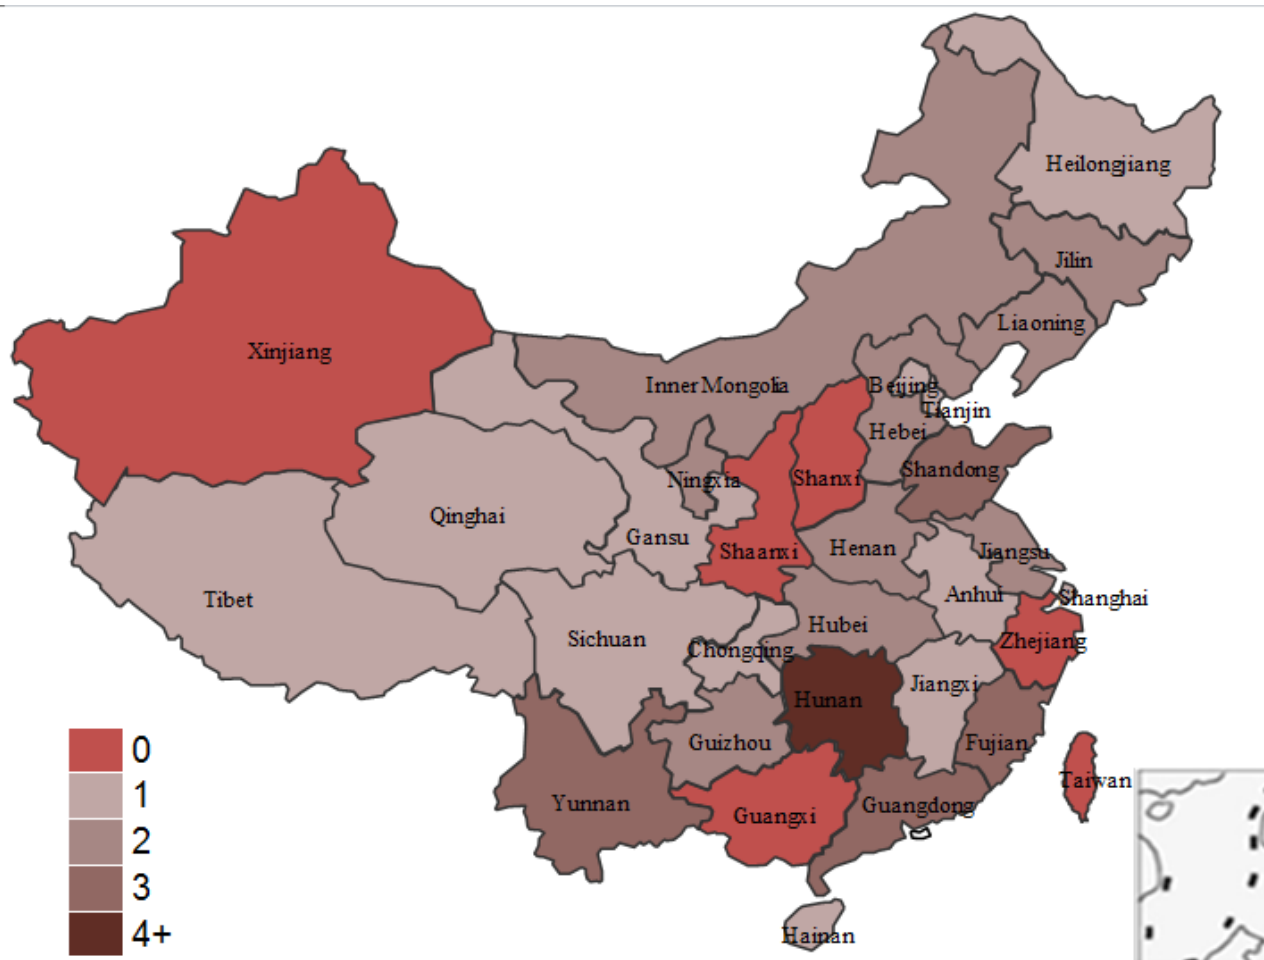 Heilongjiang
Jilin
Liaoning
Xinjiang
Inner Mongolia
Beijing
Tianjin
Hebei
Shandong
Ningxia
Shanxi
Qinghai
Gansu
Shaanxi
Henan
Jiangsu
Tibet
Anhui
Shanghai
Sichuan
Hubei
Zhejiang
Chongqing
Jiangxi
Hunan
Guizhou
Fujian
Taiwan
Yunnan
Guangxi
Guangdong
Hainan
0
1
2
3
4+